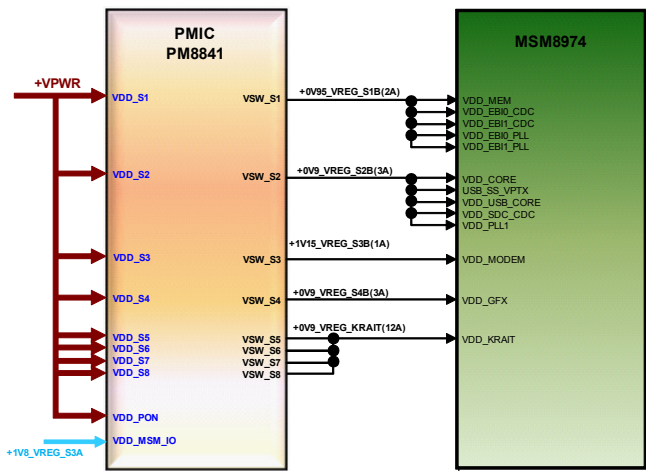 PMIC
PM8841
MSM8974
+VPWR
VDD_S1
VDD_S2
VDD_S3
VDD_S4
VDD_S5
VDD_S6
VDD_S7
VDD_S8
VDD_PON
VDD_MSM_IO
+1V8_VREG_S3A
VSW_S1
VSW_S2
VSW_S3
VSW_S4
VSW_S5
VSW_S6
VSW_S7
VSW_S8
+0V95_VREG_S1B(2A)
+0V9_VREG_S2B(3A)
+1V15_VREG_S3B(1A)
+0V9_VREG_S4B(3A)
+0V9_VREG_KRAIT(12A)
VDD_MEM
VDD_EBI0_CDC
VDD_EBI1_CDC
VDD_EBI0_PLL
VDD_EBI1_PLL
VDD_CORE
USB_SS_VPTX
VDD_USB_CORE
VDD_SDC_CDC
VDD_PLL1
VDD_MODEM
VDD_GFX
VDD_KRAIT